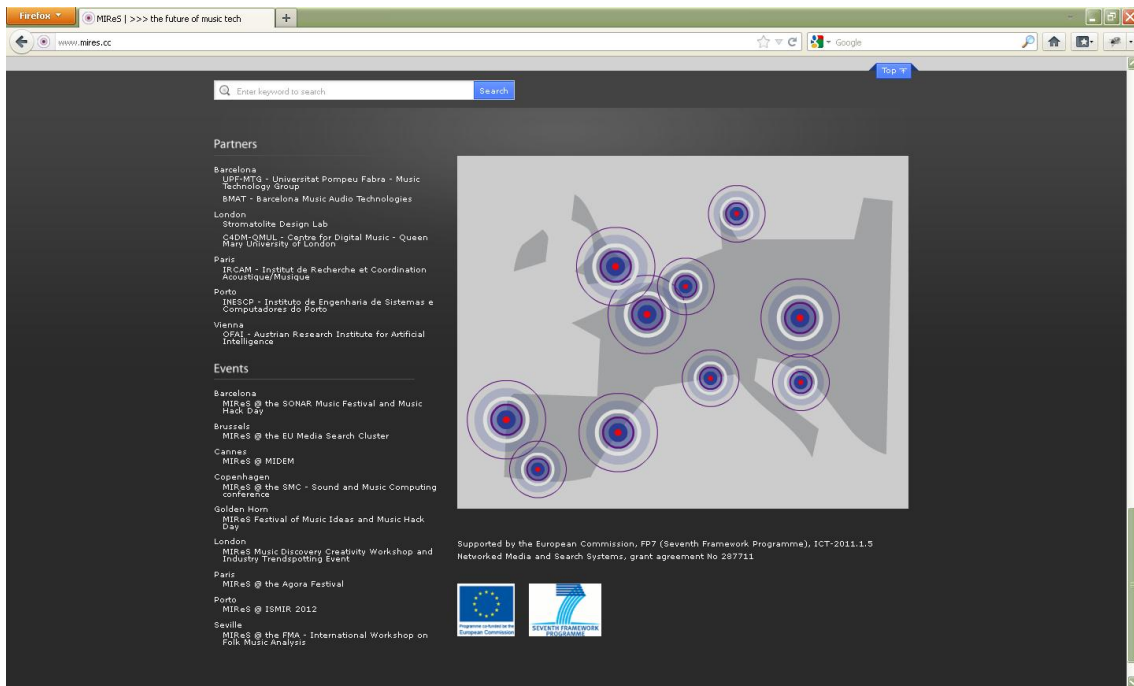 Firefox
MIReS | >>> the future of music tech
www.mires.cc
Google
Top
Enter keyword to search
Search
Partners
Barcelona
UPF-MTG - Universitat Pompeu Fabra - Music
Technology Group
BMAT - Barcelona Music Audio Technologies
London
Stromatolite Design Lab
C4DM-QMUL - Centre for Digital Music - Queen
Mary University of London
Paris
IRCAM - Institut de Recherche et Coordination
Acoustique/Musique
Porto
INESCP - Instituto de Engenharia de Sistemas e
Computadores do Porto
Vienna
OFAI - Austrian Research Institute for Artificial
Intelligence
Events
Barcelona
MIReS @ the SONAR Music Festival and Music
Hack Day
Brussels
MIReS @ the EU Media Search Cluster
Cannes
MIReS @ MIDEM
Copenhagen
MIReS @ the SMC - Sound and Music Computing
conference
Golden Horn
MIReS Festival of Music Ideas and Music Hack
Day
London
MIReS Music Discovery Creativity Workshop and
Industry Trendspotting Event
Paris
MIReS @ the Agora Festival
Porto
MIReS @ ISMIR 2012
Seville
MIReS @ the FMA - International Workshop on
Folk Music Analysis
Supported by the European Commission, FP7 (Seventh Framework Programme), ICT-2011.1.5
Networked Media and Search Systems, grant agreement No 287711
Programme co-funded by the
European Commission
SEVENTH FRAMEWORK
PROGRAMME